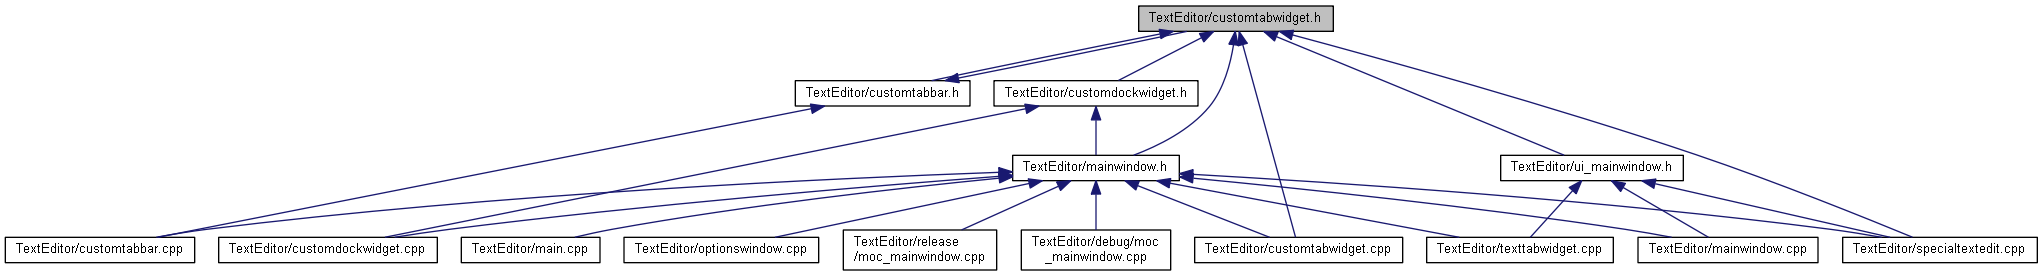 TextEditor/customtabwidget.h
TextEditor/customtabbar.h
TextEditor/customdockwidget.h
TextEditor/mainwindow.h
TextEditor/ui_mainwindow.h
TextEditor/customtabbar.cpp
TextEditor/customdockwidget.cpp
TextEditor/main.cpp
TextEditor/optionswindow.cpp
TextEditor/release
/moc_mainwindow.cpp
TextEditor/debug/moc
_mainwindow.cpp
TextEditor/customtabwidget.cpp
TextEditor/texttabwidget.cpp
TextEditor/mainwindow.cpp
TextEditor/specialtextedit.cpp